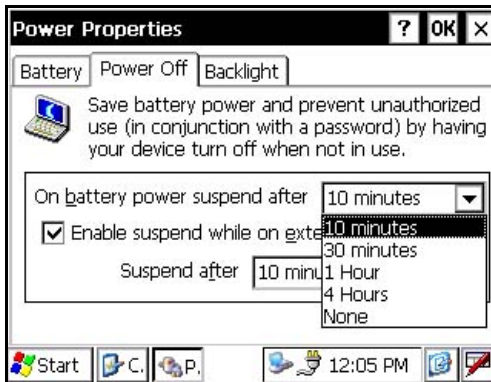 Power Properties ? OK ×
Battery Power Off Backlight
Save battery power and prevent unauthorized
use (in conjunction with a password) by having
your device turn off when not in use.
On battery power suspend after 10 minutes
10 minutes
Enable suspend while on exte
30 minutes
Suspend after 10 minu
1 Hour
4 Hours
None
Start C. P. 12:05 PM